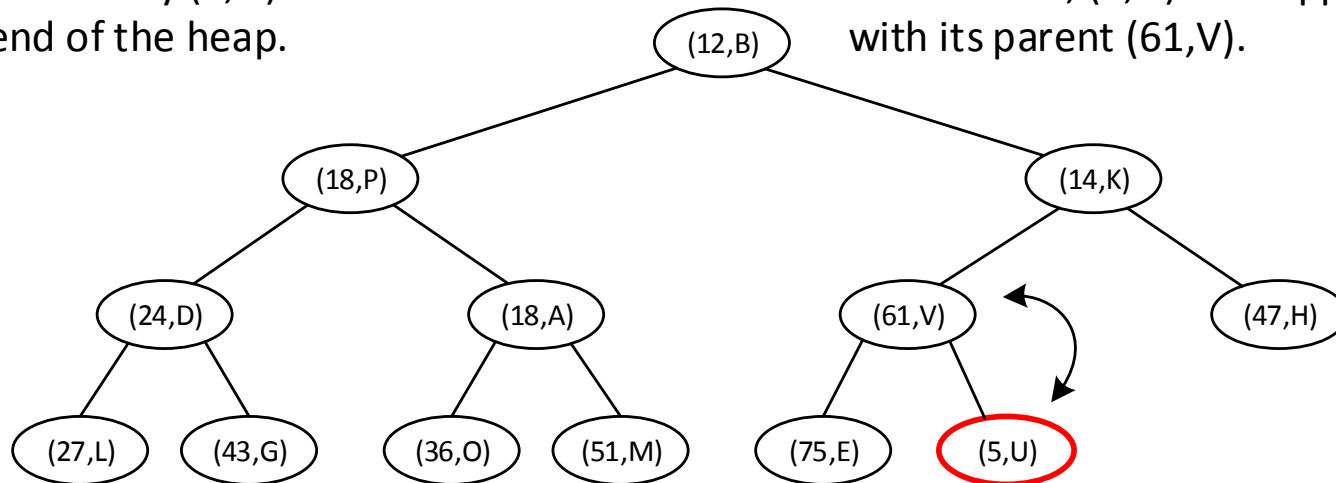 end of the heap.
with its parent (61,V).
(12,B)
(18,P)
(14,K)
(24,D)
(18,A)
(61,V)
(47,H)
(27,L)
(43,G)
(36,O)
(51,M)
(75,E)
(5,U)